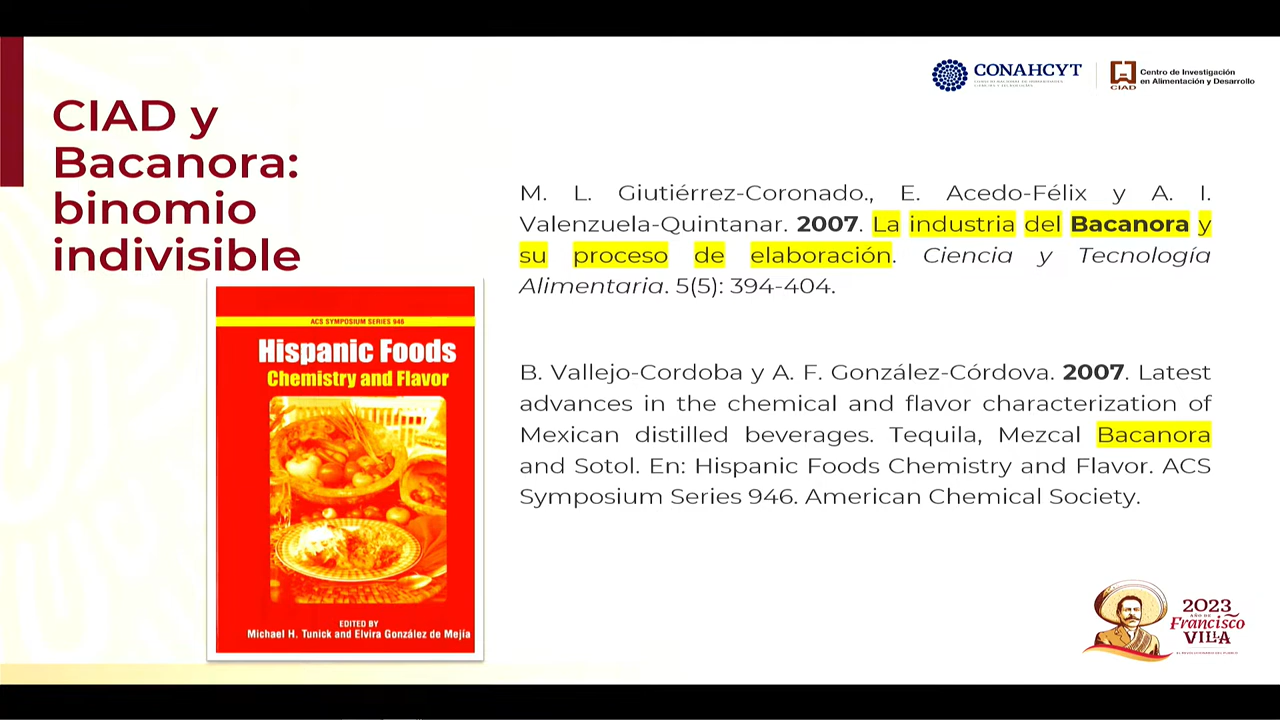 CONAHCYT
CIAD
Centro de Investigación
en Alimentación y Desarrollo
CIAD y
Bacanora:
binomio
indivisible
M. L. Giutiérrez-Coronado., E. Acedo-Félix y A. I.
Valenzuela-Quintanar. 2007. La industria del Bacanora y
su proceso de elaboración. Ciencia y Tecnología
Alimentaria. 5(5): 394-404.
ACS SYMPOSIUM SERIES 946
Hispanic Foods
Chemistry and Flavor
EDITED BY
Michael H. Tunick and Elvira González de Mejía
B. Vallejo-Cordoba y A. F. González-Córdova. 2007. Latest
advances in the chemical and flavor characterization of
Mexican distilled beverages. Tequila, Mezcal Bacanora
and Sotol. En: Hispanic Foods Chemistry and Flavor. ACS
Symposium Series 946. American Chemical Society.
2023
AÑO DE
Francisco
VILLA